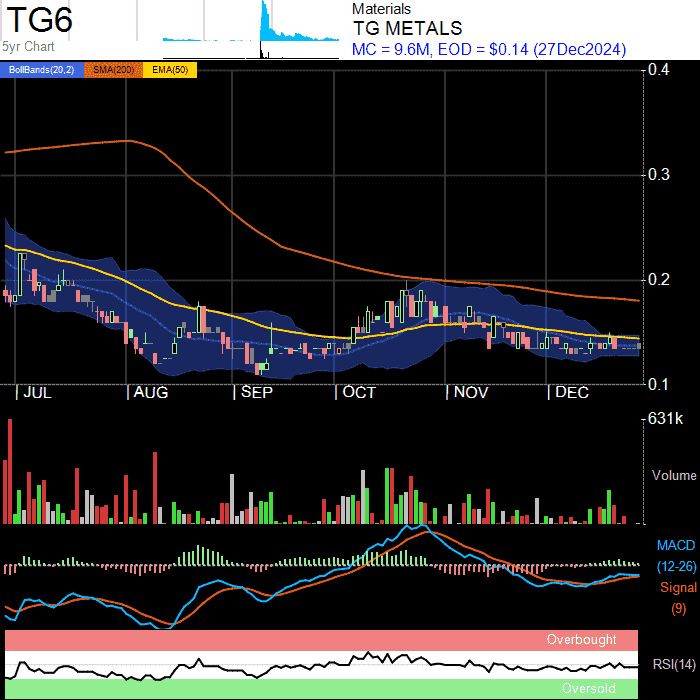 TG6
5yr Chart
Materials
TG METALS
MC = 9.6M, EOD = $0.14 (27Dec2024)
BollBands(20,2) SMA(200) EMA(50)
0.4
0.3
0.2
0.1
JUL AUG SEP OCT NOV DEC
631k
Volume
MACD
(12-26)
Signal
(9)
Overbought
RSI(14)
Oversold